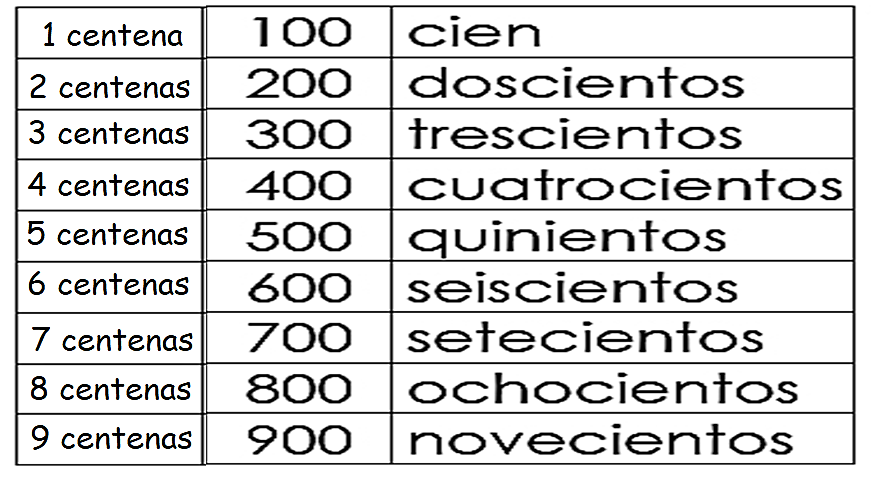 1 centena 100 cien
2 centenas 200 doscientos
3 centenas 300 trescientos
4 centenas 400 cuatrocientos
5 centenas 500 quinientos
6 centenas 600 seiscientos
7 centenas 700 setecientos
8 centenas 800 ochocientos
9 centenas 900 novecientos